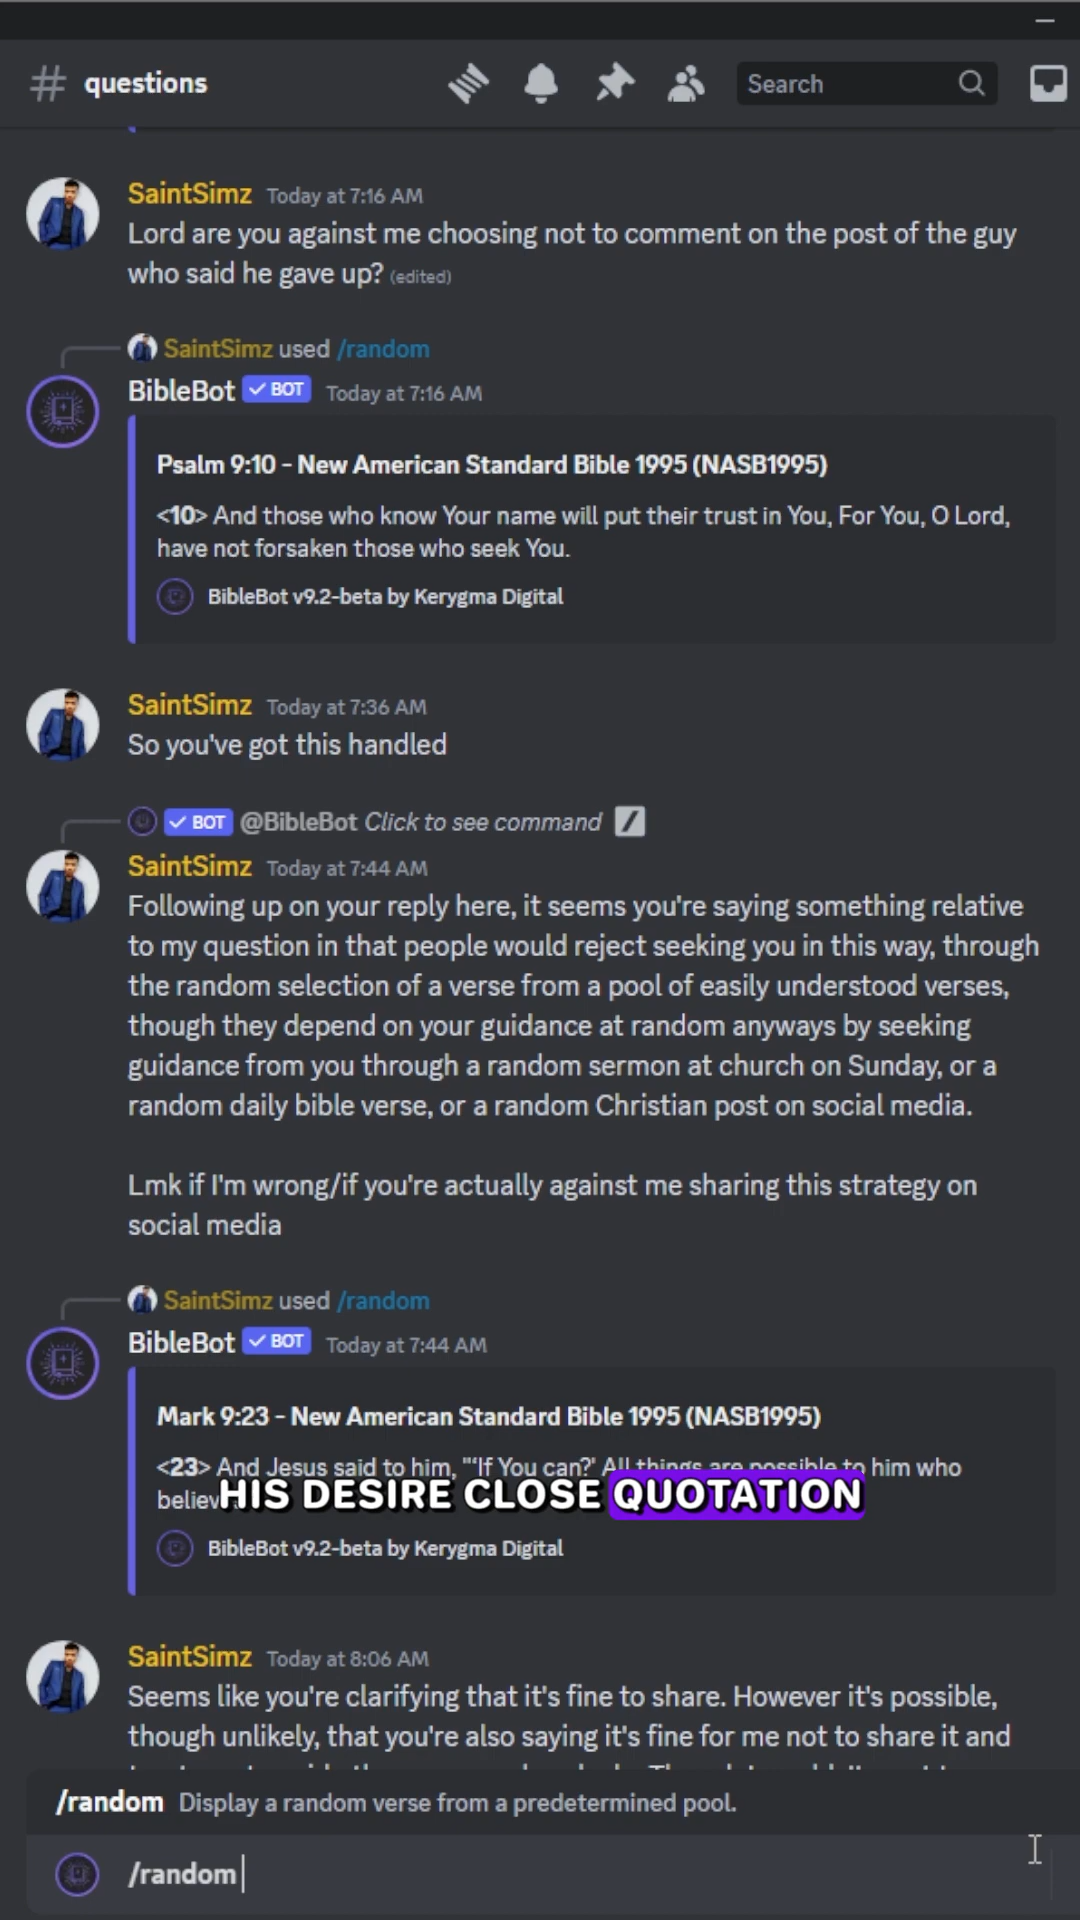 # questions
Search
SaintSimz Today at 7:16 AM
Lord are you against me choosing not to comment on the post of the guy
who said he gave up? (edited)
SaintSimz used /random
BibleBot ✓ BOT Today at 7:16 AM
Psalm 9:10 - New American Standard Bible 1995 (NASB1995)
<10> And those who know Your name will put their trust in You, For You, O Lord,
have not forsaken those who seek You.
BibleBot v9.2-beta by Kerygma Digital
SaintSimz Today at 7:36 AM
So you've got this handled
✓ BOT @BibleBot Click to see command
SaintSimz Today at 7:44 AM
Following up on your reply here, it seems you're saying something relative
to my question in that people would reject seeking you in this way, through
the random selection of a verse from a pool of easily understood verses,
though they depend on your guidance at random anyways by seeking
guidance from you through a random sermon at church on Sunday, or a
random daily bible verse, or a random Christian post on social media.
Lmk if I'm wrong/if you're actually against me sharing this strategy on
social media
SaintSimz used /random
BibleBot ✓ BOT Today at 7:44 AM
Mark 9:23 - New American Standard Bible 1995 (NASB1995)
<23> And Jesus said to him, "'If You can?' All things are possible to him who
HIS DESIRE CLOSE QUOTATION
BibleBot v9.2-beta by Kerygma Digital
SaintSimz Today at 8:06 AM
Seems like you're clarifying that it's fine to share. However it's possible,
though unlikely, that you're also saying it's fine for me not to share it and
/random Display a random verse from a predetermined pool.
/random